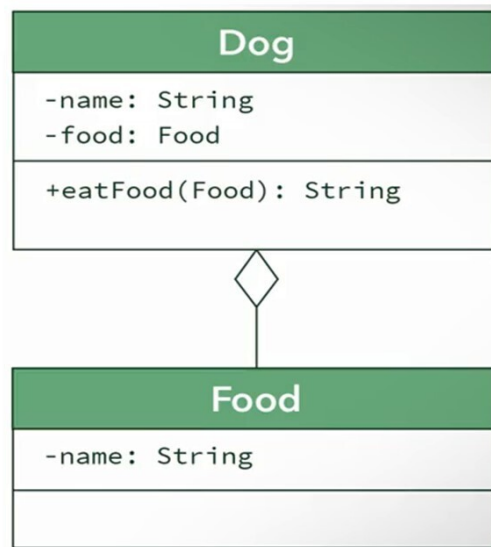 Dog
-name: String
-food: Food
+eatFood(Food): String
Food
-name: String